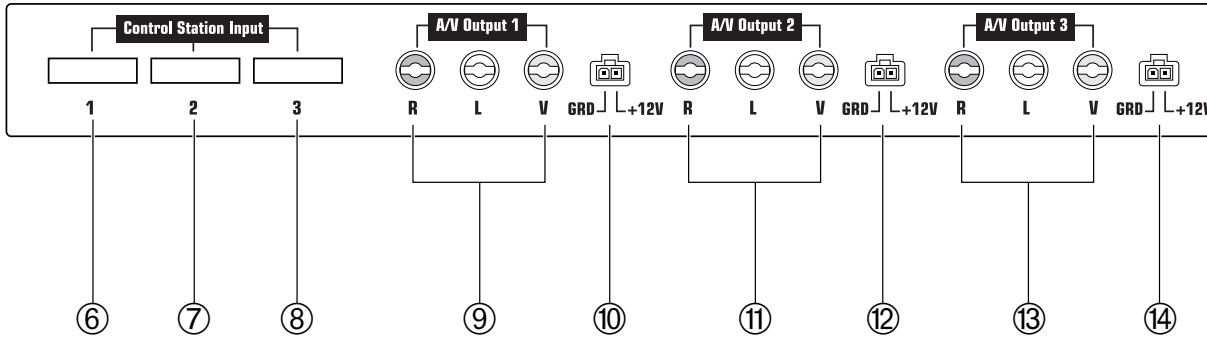 Control Station Input A/V Output 1 A/V Output 2 A/V Output 3
1 2 3 R L V GRD +12V R L V GRD +12V R L V GRD +12V
⑥ ⑦ ⑧ ⑨ ⑩ ⑪ ⑫ ⑬ ⑭